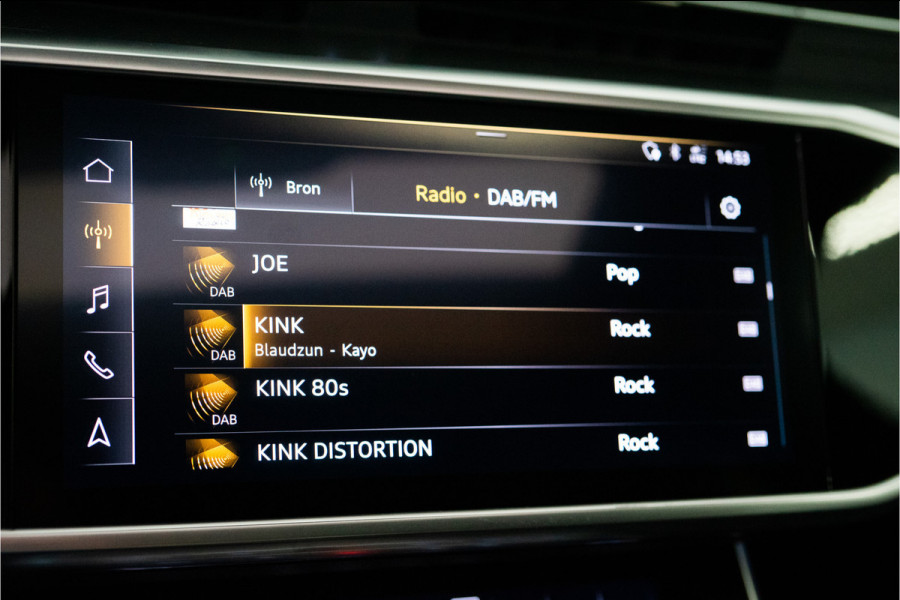 14:53
Bron
Radio • DAB/FM
JOE
Pop
DAB
KINK
Rock
Blaudzun - Kayo
DAB
KINK 80s
Rock
DAB
KINK DISTORTION
Rock